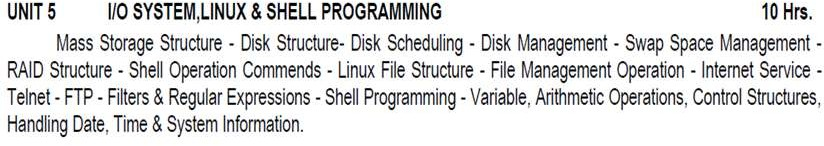 UNIT 5 I/O SYSTEM,LINUX & SHELL PROGRAMMING 10 Hrs.
Mass Storage Structure - Disk Structure- Disk Scheduling - Disk Management - Swap Space Management -
RAID Structure - Shell Operation Commends - Linux File Structure - File Management Operation - Internet Service -
Telnet - FTP - Filters & Regular Expressions - Shell Programming - Variable, Arithmetic Operations, Control Structures,
Handling Date, Time & System Information.